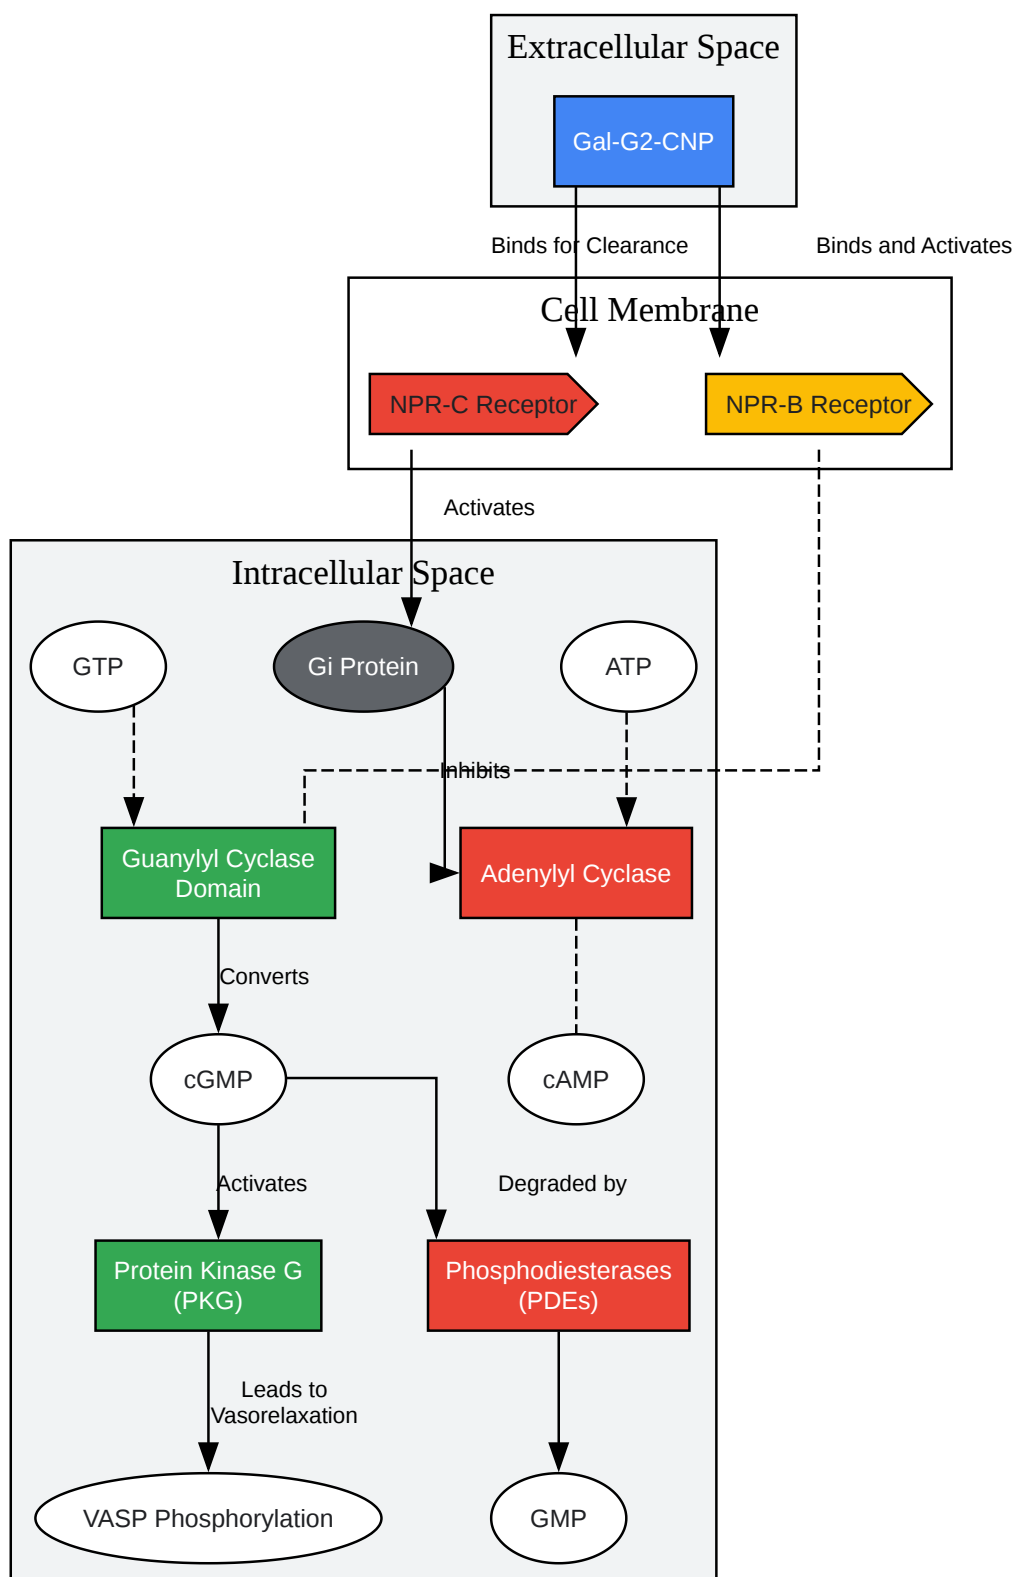 Extracellular Space
Gal-G2-CNP
Binds for Clearance
Binds and Activates
Cell Membrane
NPR-C Receptor
NPR-B Receptor
Activates
Intracellular Space
GTP
Gi Protein
ATP
Inhibits
Guanylyl Cyclase
Domain
Adenylyl Cyclase
Converts
cGMP
cAMP
Activates
Degraded by
Protein Kinase G
(PKG)
Phosphodiesterases
(PDEs)
Leads to
Vasorelaxation
VASP Phosphorylation
GMP